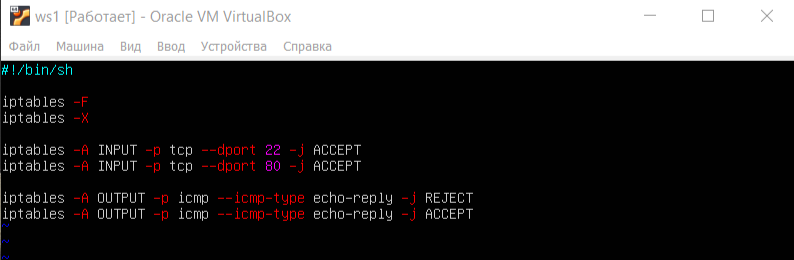 ws1 [Работает] - Oracle VM VirtualBox
Файл Машина Вид Ввод Устройства Справка
#!/bin/sh
iptables -F
iptables -X
iptables -A INPUT -p tcp --dport 22 -j ACCEPT
iptables -A INPUT -p tcp --dport 80 -j ACCEPT
iptables -A OUTPUT -p icmp --icmp-type echo-reply -j REJECT
iptables -A OUTPUT -p icmp --icmp-type echo-reply -j ACCEPT
~
~
~